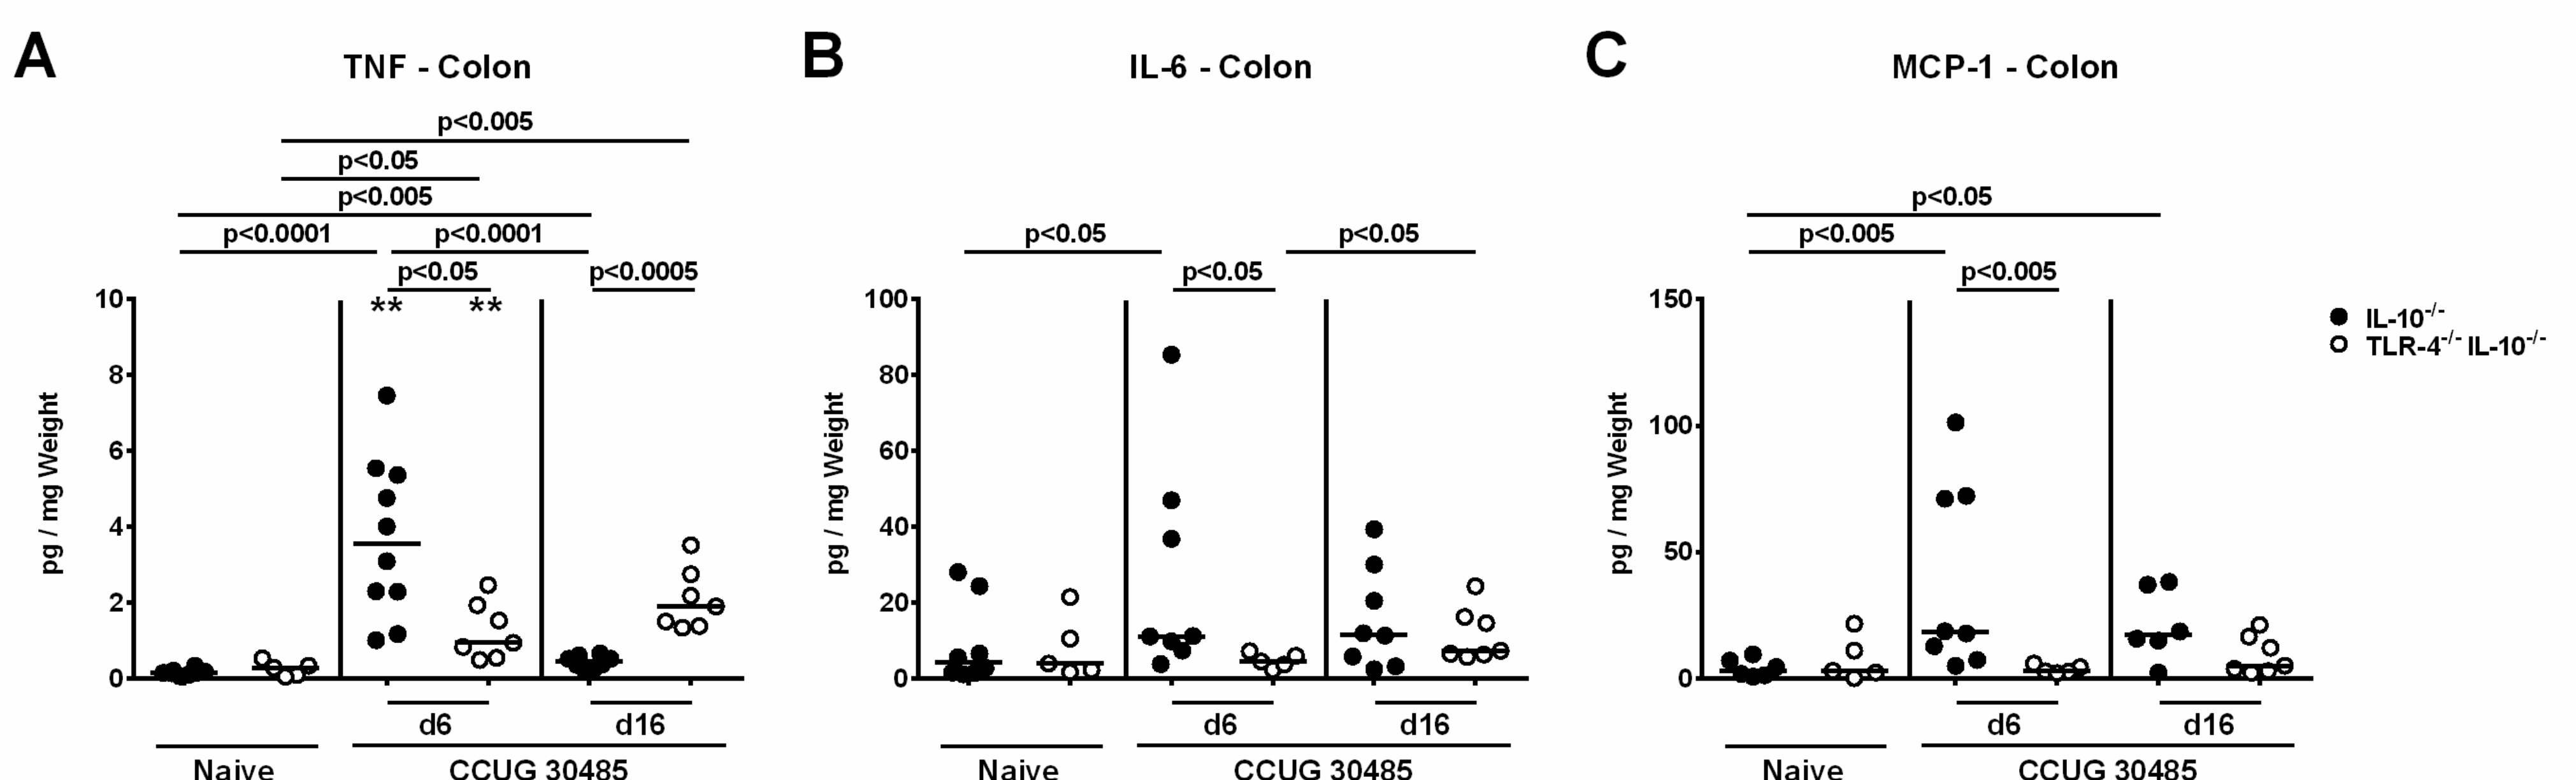 A
TNF - Colon
p<0.005
p<0.05
p<0.005
p<0.0001 p<0.0001
p<0.05 p<0.0005
** **
pg / mg Weight
10
8
6
4
2
0
d6 d16
Naive CCUG 30485
B
IL-6 - Colon
p<0.05 p<0.05
p<0.05
pg / mg Weight
100
80
60
40
20
0
d6 d16
Naive CCUG 30485
C
MCP-1 - Colon
p<0.05
p<0.005
p<0.005
pg / mg Weight
150
100
50
0
d6 d16
Naive CCUG 30485
IL-10-/-
TLR-4-/- IL-10-/-